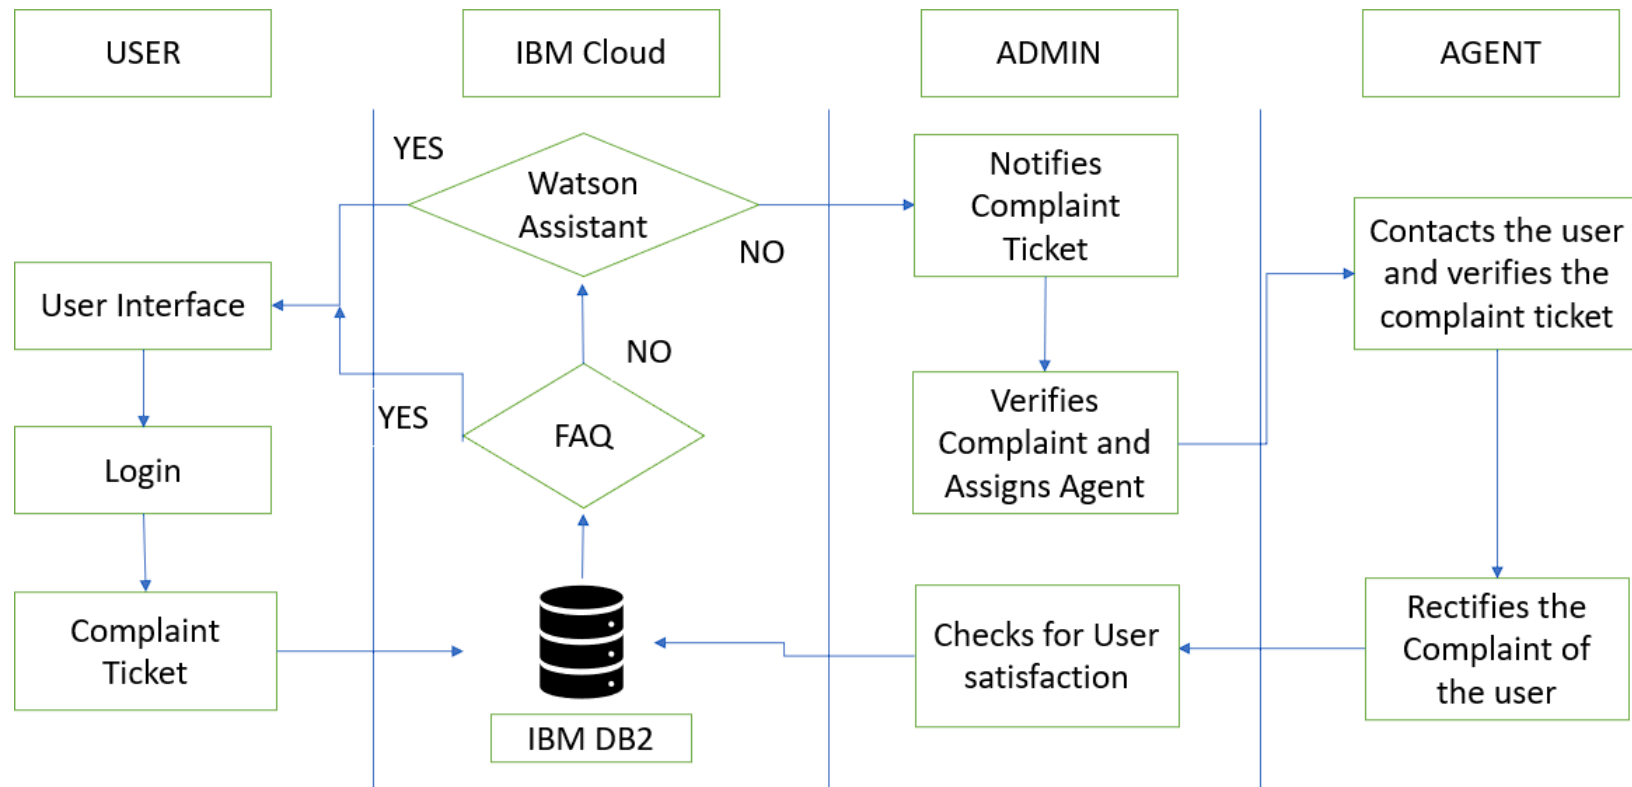 USER
IBM Cloud
ADMIN
AGENT
YES
Watson
Assistant
NO
Notifies
Complaint
Ticket
Contacts the user
and verifies the
complaint ticket
User Interface
NO
YES
FAQ
Verifies
Complaint and
Assigns Agent
Login
Complaint
Ticket
Checks for User
satisfaction
Rectifies the
Complaint of
the user
IBM DB2